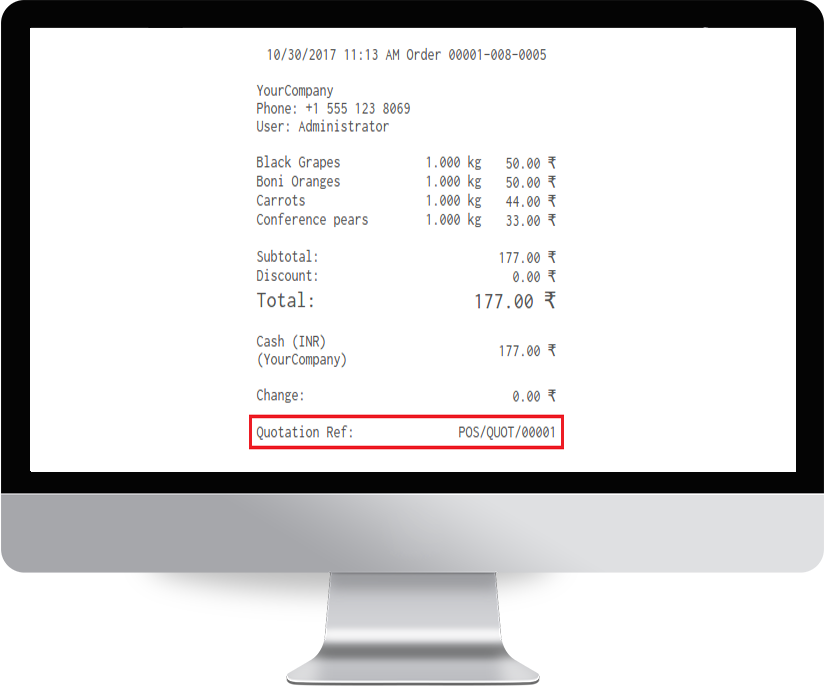 10/30/2017 11:13 AM Order 00001-008-0005
YourCompany
Phone: +1 555 123 8069
User: Administrator
Black Grapes 1.000 kg 50.00 ₹
Boni Oranges 1.000 kg 50.00 ₹
Carrots 1.000 kg 44.00 ₹
Conference pears 1.000 kg 33.00 ₹
Subtotal: 177.00 ₹
Discount: 0.00 ₹
Total: 177.00 ₹
Cash (INR)
(YourCompany) 177.00 ₹
Change: 0.00 ₹
Quotation Ref: POS/QUOT/00001